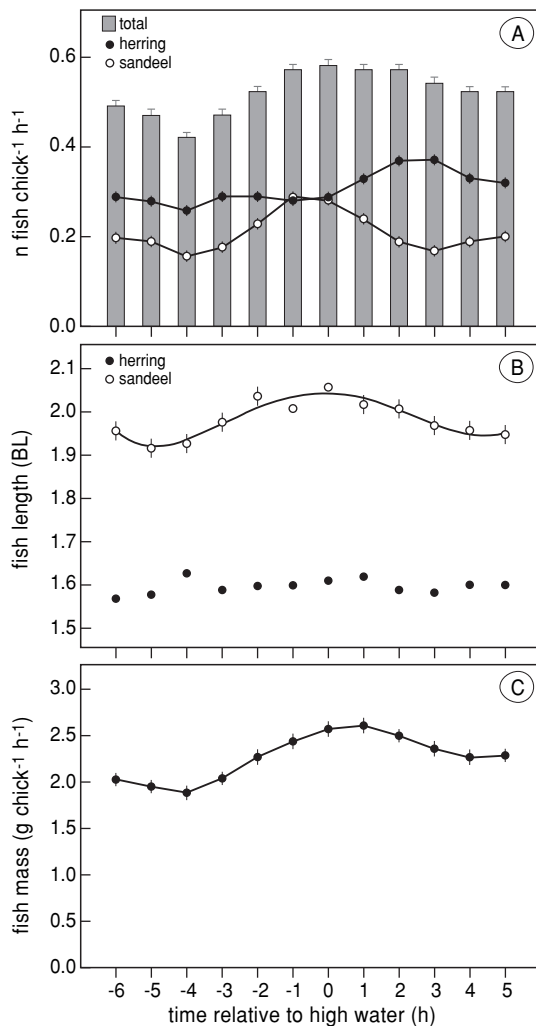 total
herring
sandeel
A
0.6
0.4
0.2
0.0
n fish chick⁻¹ h⁻¹
herring
sandeel
B
2.1
2.0
1.9
1.8
1.7
1.6
1.5
fish length (BL)
C
3.0
2.5
2.0
1.5
1.0
0.5
0.0
fish mass (g chick⁻¹ h⁻¹)
-6 -5 -4 -3 -2 -1 0 1 2 3 4 5
time relative to high water (h)